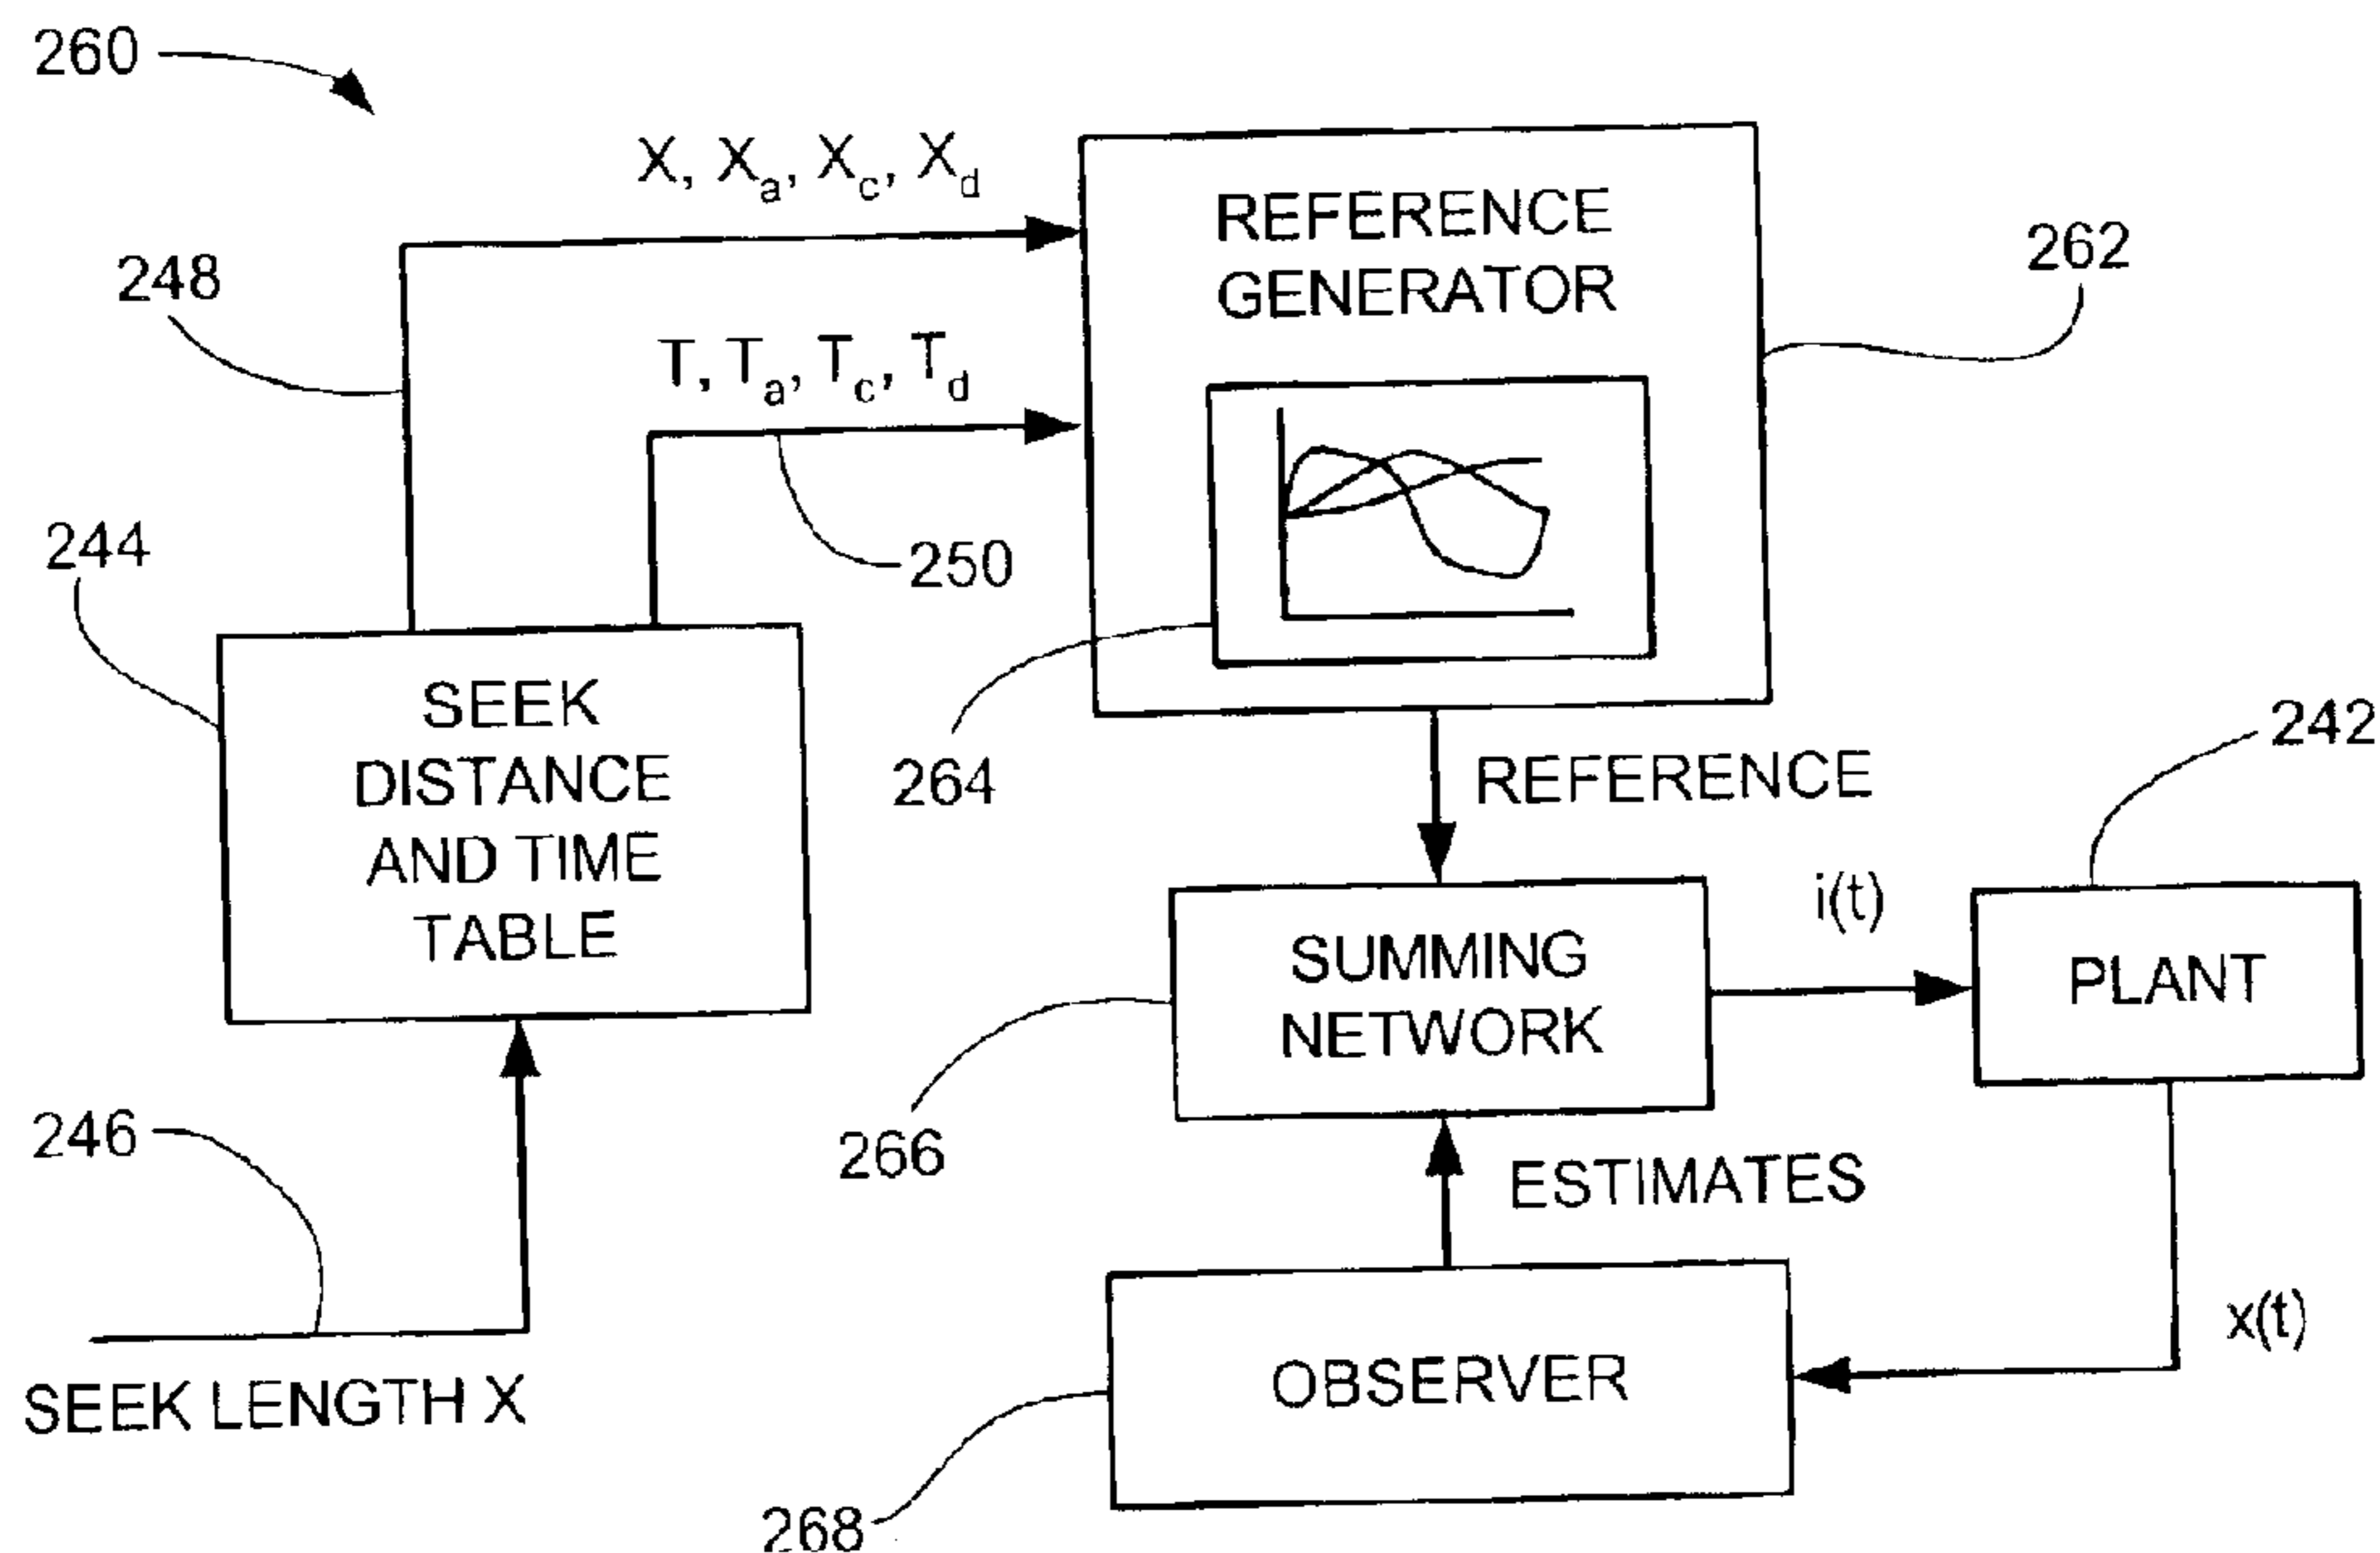 260
X, Xa, Xc, Xd
REFERENCE
GENERATOR
262
248
T, Ta, Tc, Td
250
244
264
SEEK
DISTANCE
AND TIME
TABLE
REFERENCE
242
i(t)
SUMMING
NETWORK
PLANT
246
266
ESTIMATES
SEEK LENGTH X
OBSERVER
x(t)
268